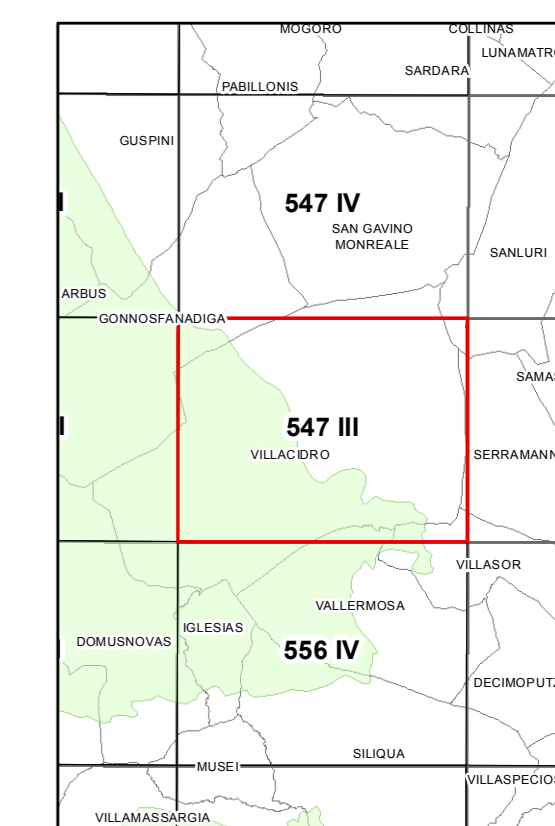 MOGORO
COLLINAS
LUNAMATR
SARDARA
PABILLONIS
GUSPINI
547 IV
SAN GAVINO
MONREALE
SANLURI
ARBUS
GONNOSFANADIGA
SAMAS
547 III
VILLACIDRO
SERRAMANN
VILLASOR
VALLERMOSA
IGLESIAS
DOMUSNOVAS
556 IV
DECIMOPUTZ
SILIQUA
MUSEI
VILLASPECIOS
VILLAMASSARGIA